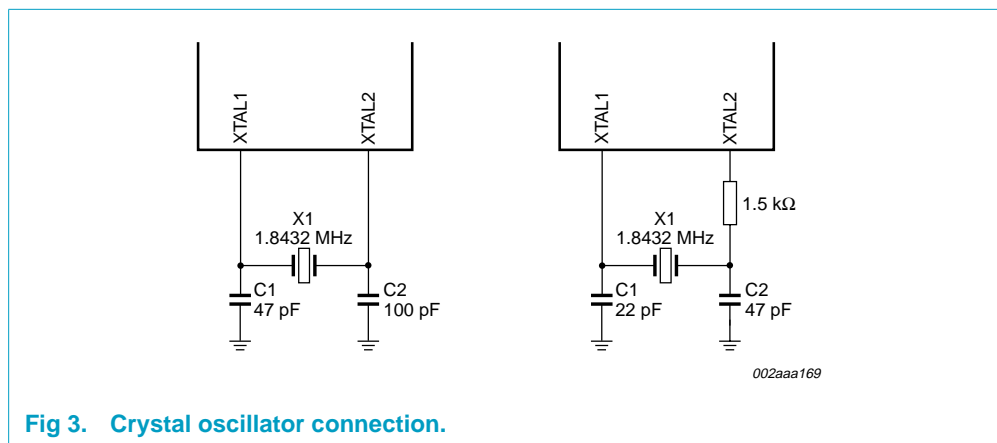 XTAL1
XTAL2
X1
1.8432 MHz
C1
47 pF
C2
100 pF
XTAL1
XTAL2
1.5 kΩ
X1
1.8432 MHz
C1
22 pF
C2
47 pF
002aaa169
Fig 3. Crystal oscillator connection.